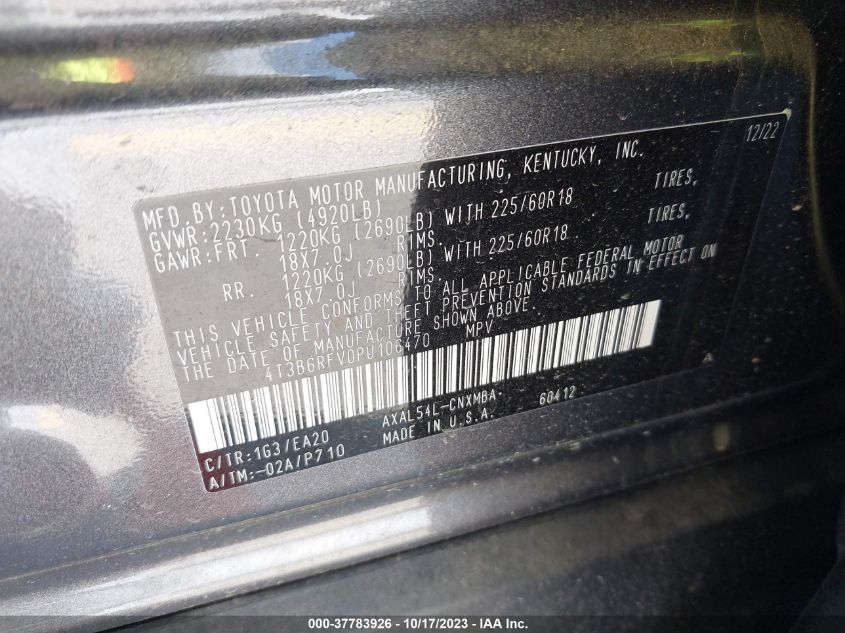 12/22
MFD.BY:TOYOTA MOTOR MANUFACTURING, KENTUCKY, INC.
GVWR:2230KG (4920LB)
GAWR:FRT. 1220KG (2690LB) WITH 225/60R18 TIRES,
18X7.0J RIMS.
RR. 1220KG (2690LB) WITH 225/60R18 TIRES,
18X7.0J RIMS.
THIS VEHICLE CONFORMS TO ALL APPLICABLE FEDERAL MOTOR
VEHICLE SAFETY AND THEFT PREVENTION STANDARDS IN EFFECT ON
THE DATE OF MANUFACTURE SHOWN ABOVE.
4T3B6RFV0PU106470 MPV
C/TR:1G3/EA20 AXAL54L-CNXMBA 60412
A/TM:-02A/P710 MADE IN U.S.A.
000-37783926 - 10/17/2023 - IAA Inc.